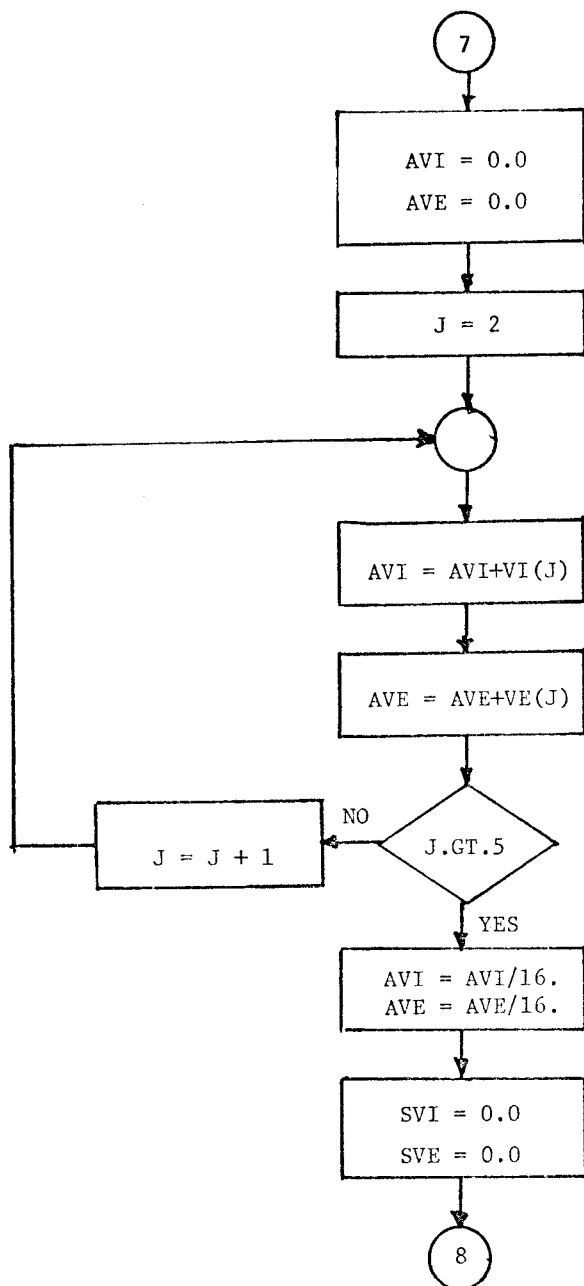 7
AVI = 0.0
AVE = 0.0
J = 2
AVI = AVI+VI(J)
AVE = AVE+VE(J)
NO
J.GT.5
J = J + 1
YES
AVI = AVI/16.
AVE = AVE/16.
SVI = 0.0
SVE = 0.0
8